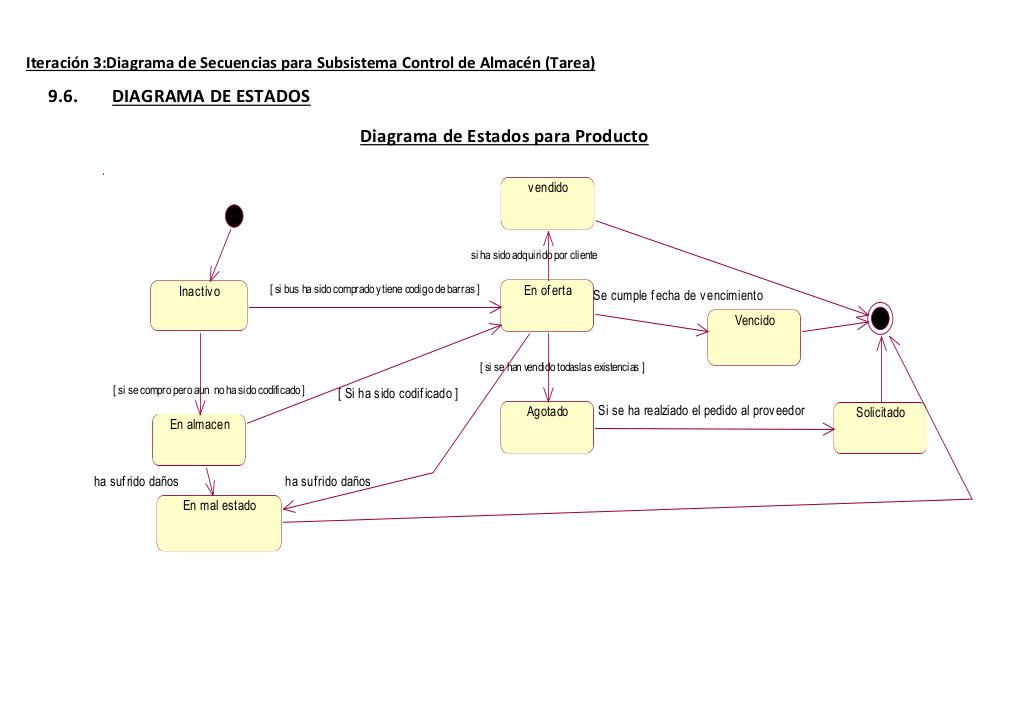 Iteración 3:Diagrama de Secuencias para Subsistema Control de Almacén (Tarea)
9.6. DIAGRAMA DE ESTADOS
Diagrama de Estados para Producto
vendido
si ha sido adquirido por cliente
Inactivo
[ si bus ha sido comprado y tiene codigo de barras ]
En oferta
Se cumple fecha de vencimiento
Vencido
[ si se han vendido todas las existencias ]
[ si se compro pero aun no ha sido codificado ]
[ Si ha sido codificado ]
Agotado
Si se ha realziado el pedido al proveedor
Solicitado
En almacen
ha sufrido daños
ha sufrido daños
En mal estado